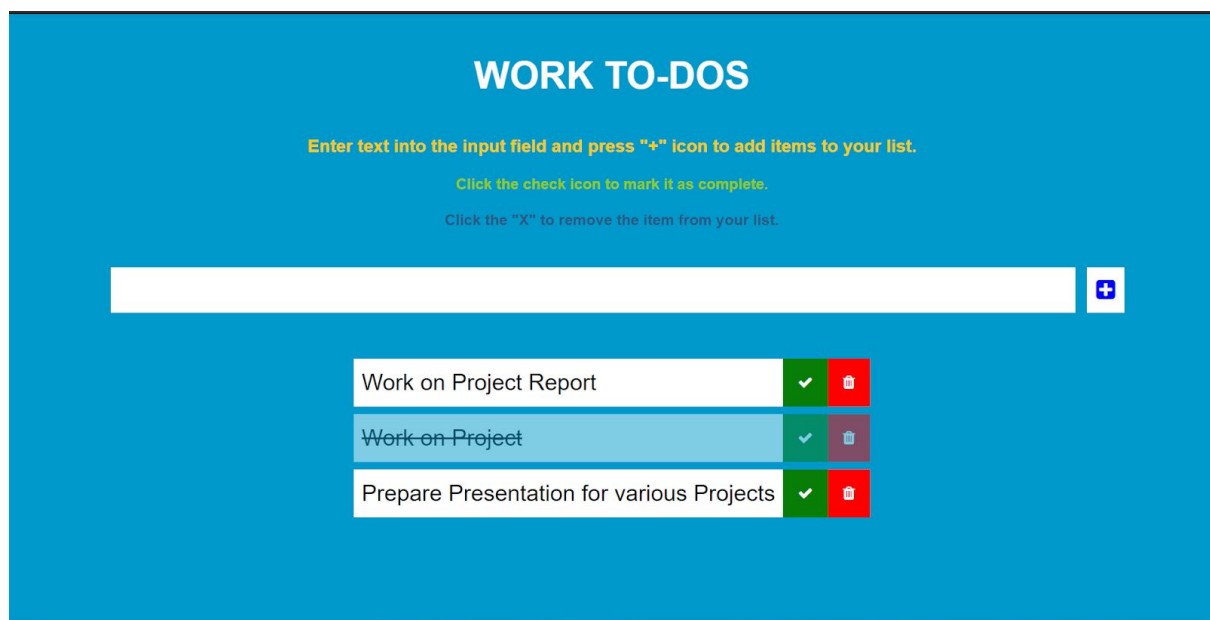 WORK TO-DOS
Enter text into the input field and press "+" icon to add items to your list.
Click the check icon to mark it as complete.
Click the "X" to remove the item from your list.
Work on Project Report
Work on Project
Prepare Presentation for various Projects